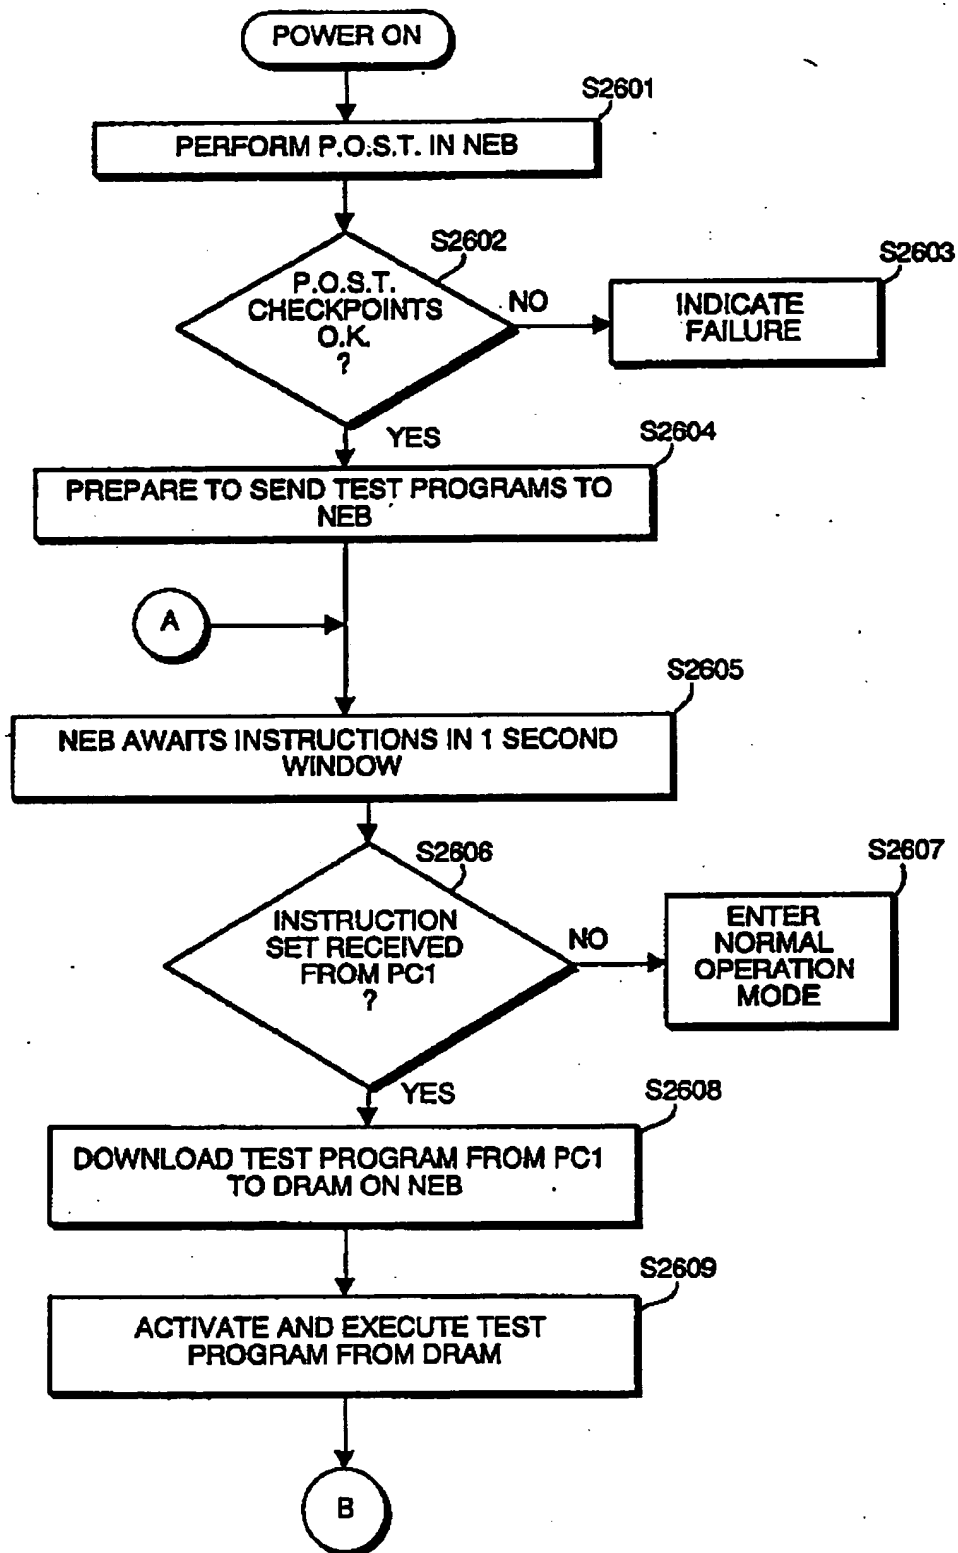 POWER ON
S2601
PERFORM P.O.S.T. IN NEB
S2602
P.O.S.T.
CHECKPOINTS
O.K.
?
NO
S2603
INDICATE
FAILURE
YES
S2604
PREPARE TO SEND TEST PROGRAMS TO
NEB
A
S2605
NEB AWAITS INSTRUCTIONS IN 1 SECOND
WINDOW
S2606
INSTRUCTION
SET RECEIVED
FROM PC1
?
NO
S2607
ENTER
NORMAL
OPERATION
MODE
YES
S2608
DOWNLOAD TEST PROGRAM FROM PC1
TO DRAM ON NEB
S2609
ACTIVATE AND EXECUTE TEST
PROGRAM FROM DRAM
B